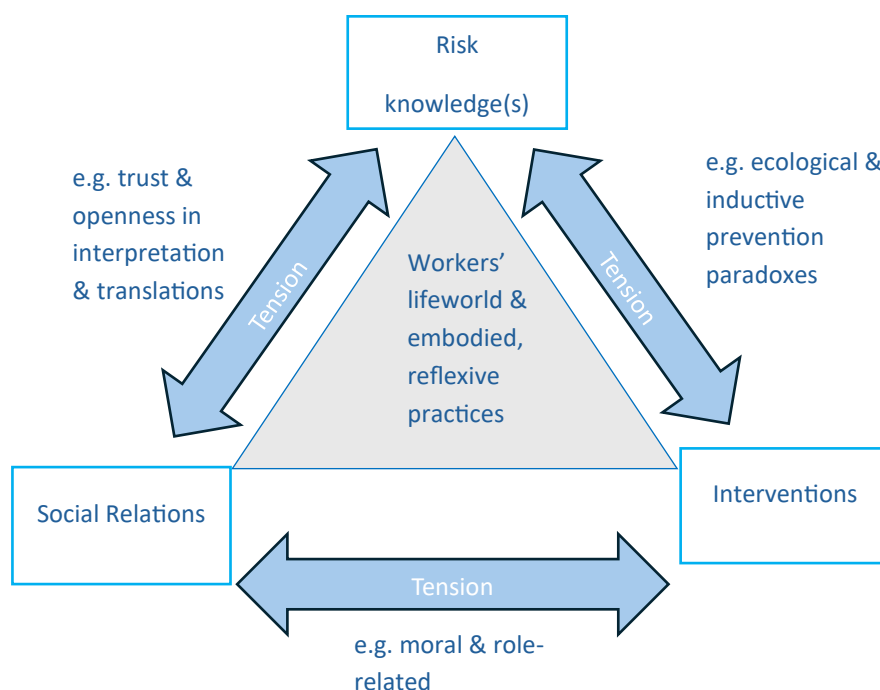 Risk
knowledge(s)
e.g. trust &
openness in
interpretation
& translations
Tension
e.g. ecological &
inductive
prevention
paradoxes
Tension
Workers’
lifeworld &
embodied,
reflexive
practices
Social Relations
Interventions
Tension
e.g. moral & role-
related